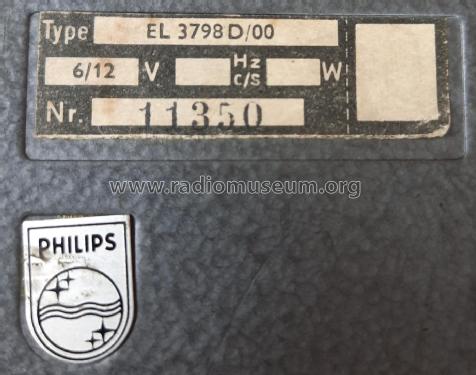 Type EL 3798 D/00
6/12 V Hz c/s W
Nr. 11350
www.radiomuseum.org
PHILIPS